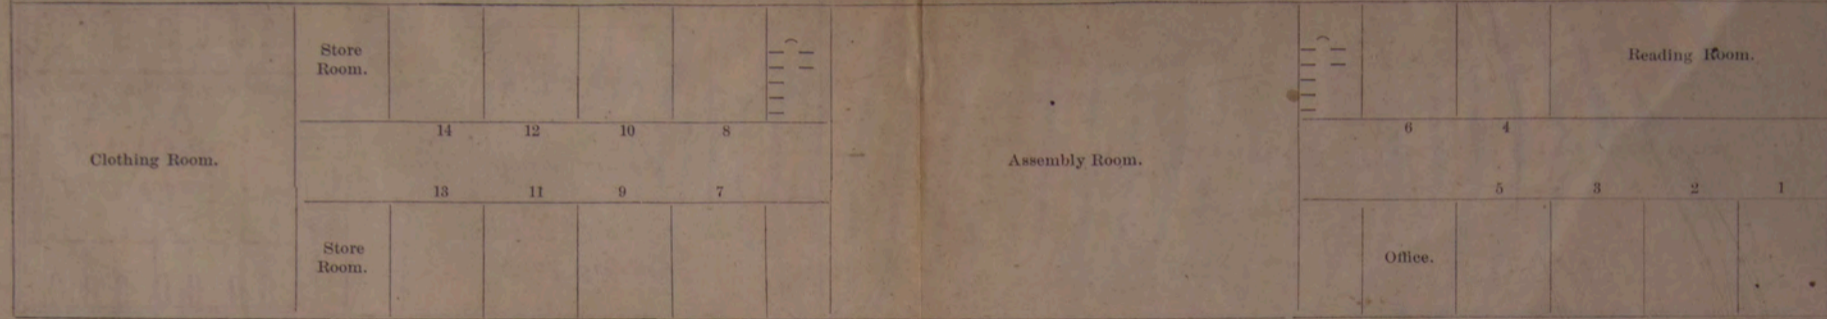 Store
Room.
Reading Room.
14 12 10 8
6 4
Clothing Room.
Assembly Room.
13 11 9 7
5 3 2 1
Store
Room.
Office.